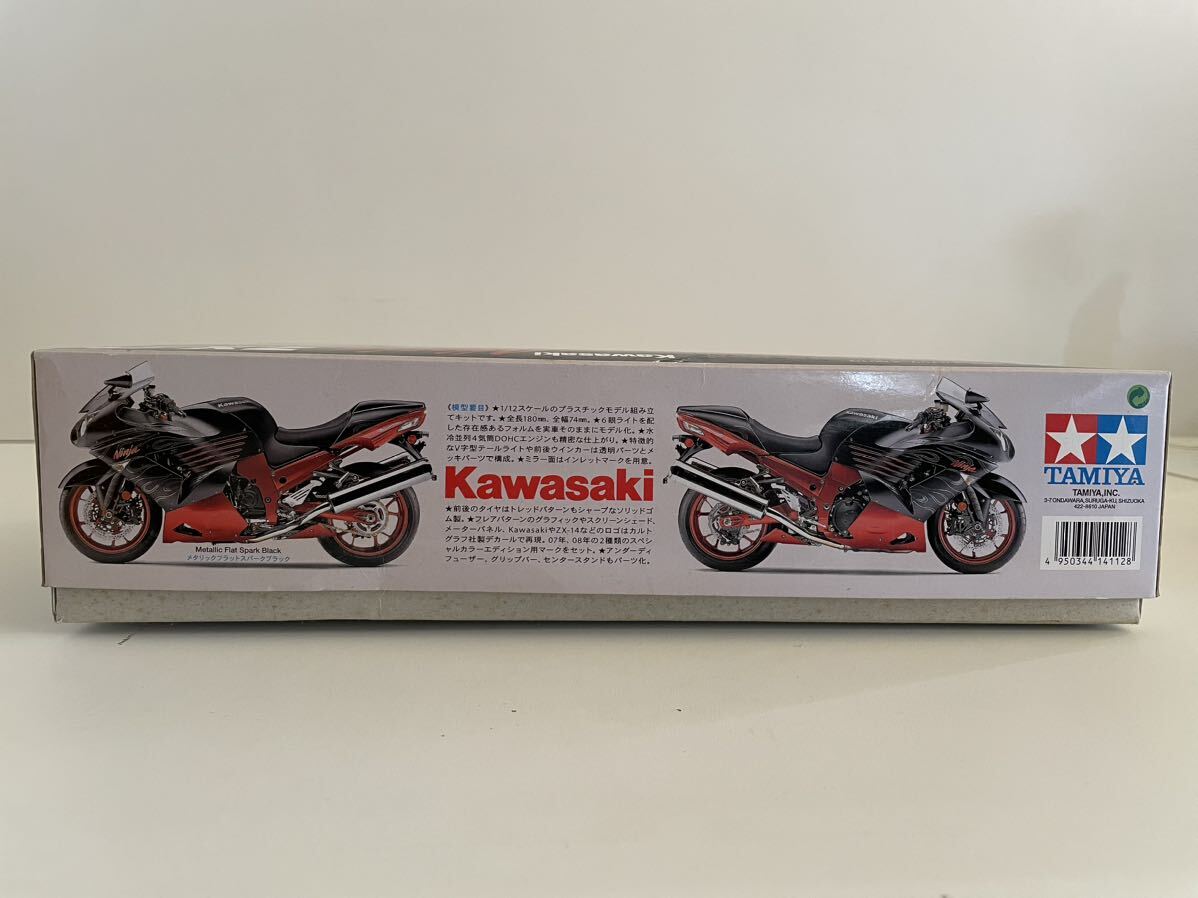 Kawasaki
《模型要目》★1/12スケールのプラスチックモデル組み立
てキットです。★全長180mm、全幅74mm。★6眼ライトを配
した存在感あるフォルムを実車そのままにモデル化。★水
冷並列4気筒DOHCエンジンも精密な仕上がり。★特徴的
なV字型テールライトや前後ウインカーは透明パーツとメ
ッキパーツで構成。★ミラー面はインレットマークを用意。
Kawasaki
★前後のタイヤはトレッドパターンもシャープなソリッドゴ
ム製。★フレアパターンのグラフィックやスクリーンシェード、
メーターパネル、KawasakiやZX-14などのロゴはカルト
グラフ社製デカールで再現。07年、08年の2種類のスペシ
ャルカラーエディション用マークをセット。★アンダーディ
フューザー、グリップバー、センタースタンドもパーツ化。
Kawasaki
Ninja
Metallic Flat Spark Black
メタリックフラットスパークブラック
Kawasaki
Ninja
TAMIYA
TAMIYA,INC.
3-7 ONDAWARA, SURUGA-KU, SHIZUOKA
422-8610 JAPAN
4 950344 141128